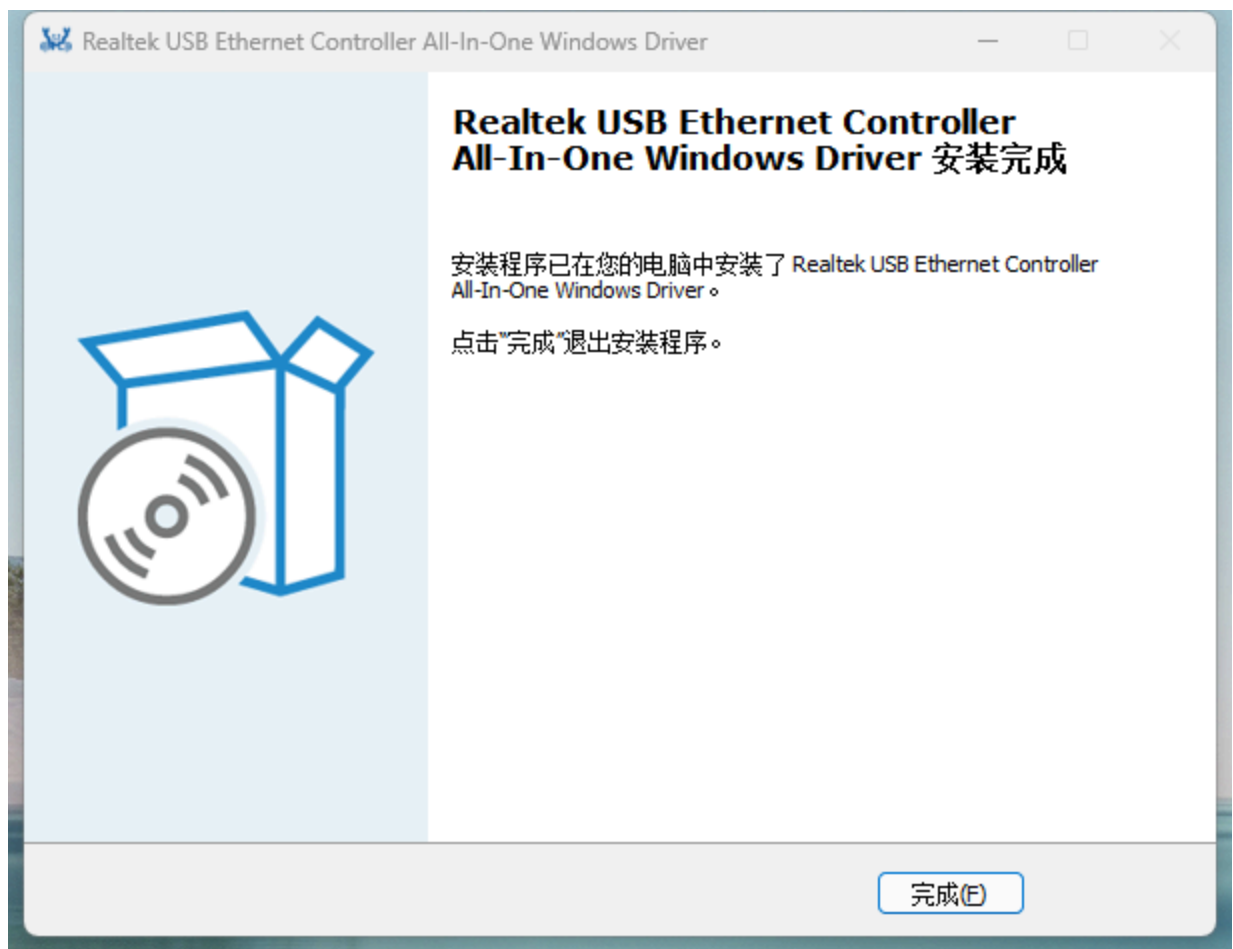 Realtek USB Ethernet Controller All-In-One Windows Driver
Realtek USB Ethernet Controller
All-In-One Windows Driver 安装完成
安装程序已在您的电脑中安装了 Realtek USB Ethernet Controller
All-In-One Windows Driver。
点击"完成"退出安装程序。
完成(F)